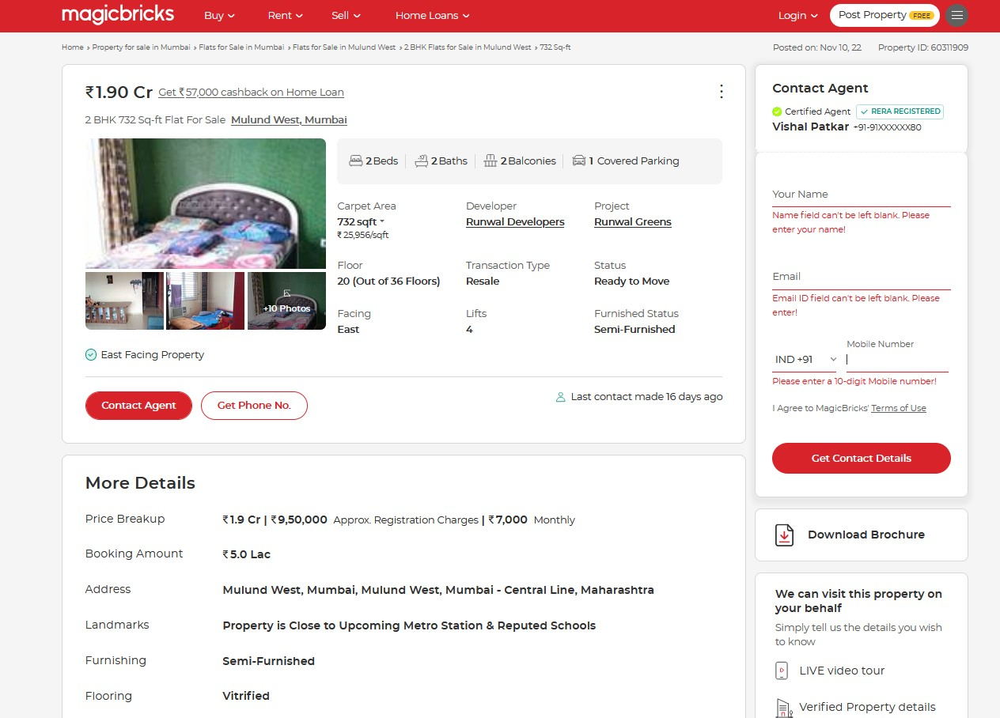 magicbricks
Buy
Rent
Sell
Home Loans
Login
Post Property FREE
Home › Property for sale in Mumbai › Flats for Sale in Mumbai › Flats for Sale in Mulund West › 2 BHK Flats for Sale in Mulund West › 732 Sq-ft
Posted on: Nov 10, 22 Property ID: 60311909
₹1.90 Cr Get ₹57,000 cashback on Home Loan
2 BHK 732 Sq-ft Flat For Sale Mulund West, Mumbai
+10 Photos
2 Beds 2 Baths 2 Balconies 1 Covered Parking
Carpet Area
732 sqft
₹25,956/sqft
Developer
Runwal Developers
Project
Runwal Greens
Floor
20 (Out of 36 Floors)
Transaction Type
Resale
Status
Ready to Move
Facing
East
Lifts
4
Furnished Status
Semi-Furnished
East Facing Property
Contact Agent
Get Phone No.
Last contact made 16 days ago
More Details
Price Breakup ₹1.9 Cr | ₹9,50,000 Approx. Registration Charges | ₹7,000 Monthly
Booking Amount ₹5.0 Lac
Address Mulund West, Mumbai, Mulund West, Mumbai - Central Line, Maharashtra
Landmarks Property is Close to Upcoming Metro Station & Reputed Schools
Furnishing Semi-Furnished
Flooring Vitrified
Contact Agent
Certified Agent RERA REGISTERED
Vishal Patkar +91-91XXXXXX80
Your Name
Name field can't be left blank. Please
enter your name!
Email
Email ID field can't be left blank. Please
enter!
Mobile Number
IND +91
Please enter a 10-digit Mobile number!
I Agree to MagicBricks' Terms of Use
Get Contact Details
Download Brochure
We can visit this property on
your behalf
Simply tell us the details you wish
to know
LIVE video tour
Verified Property details